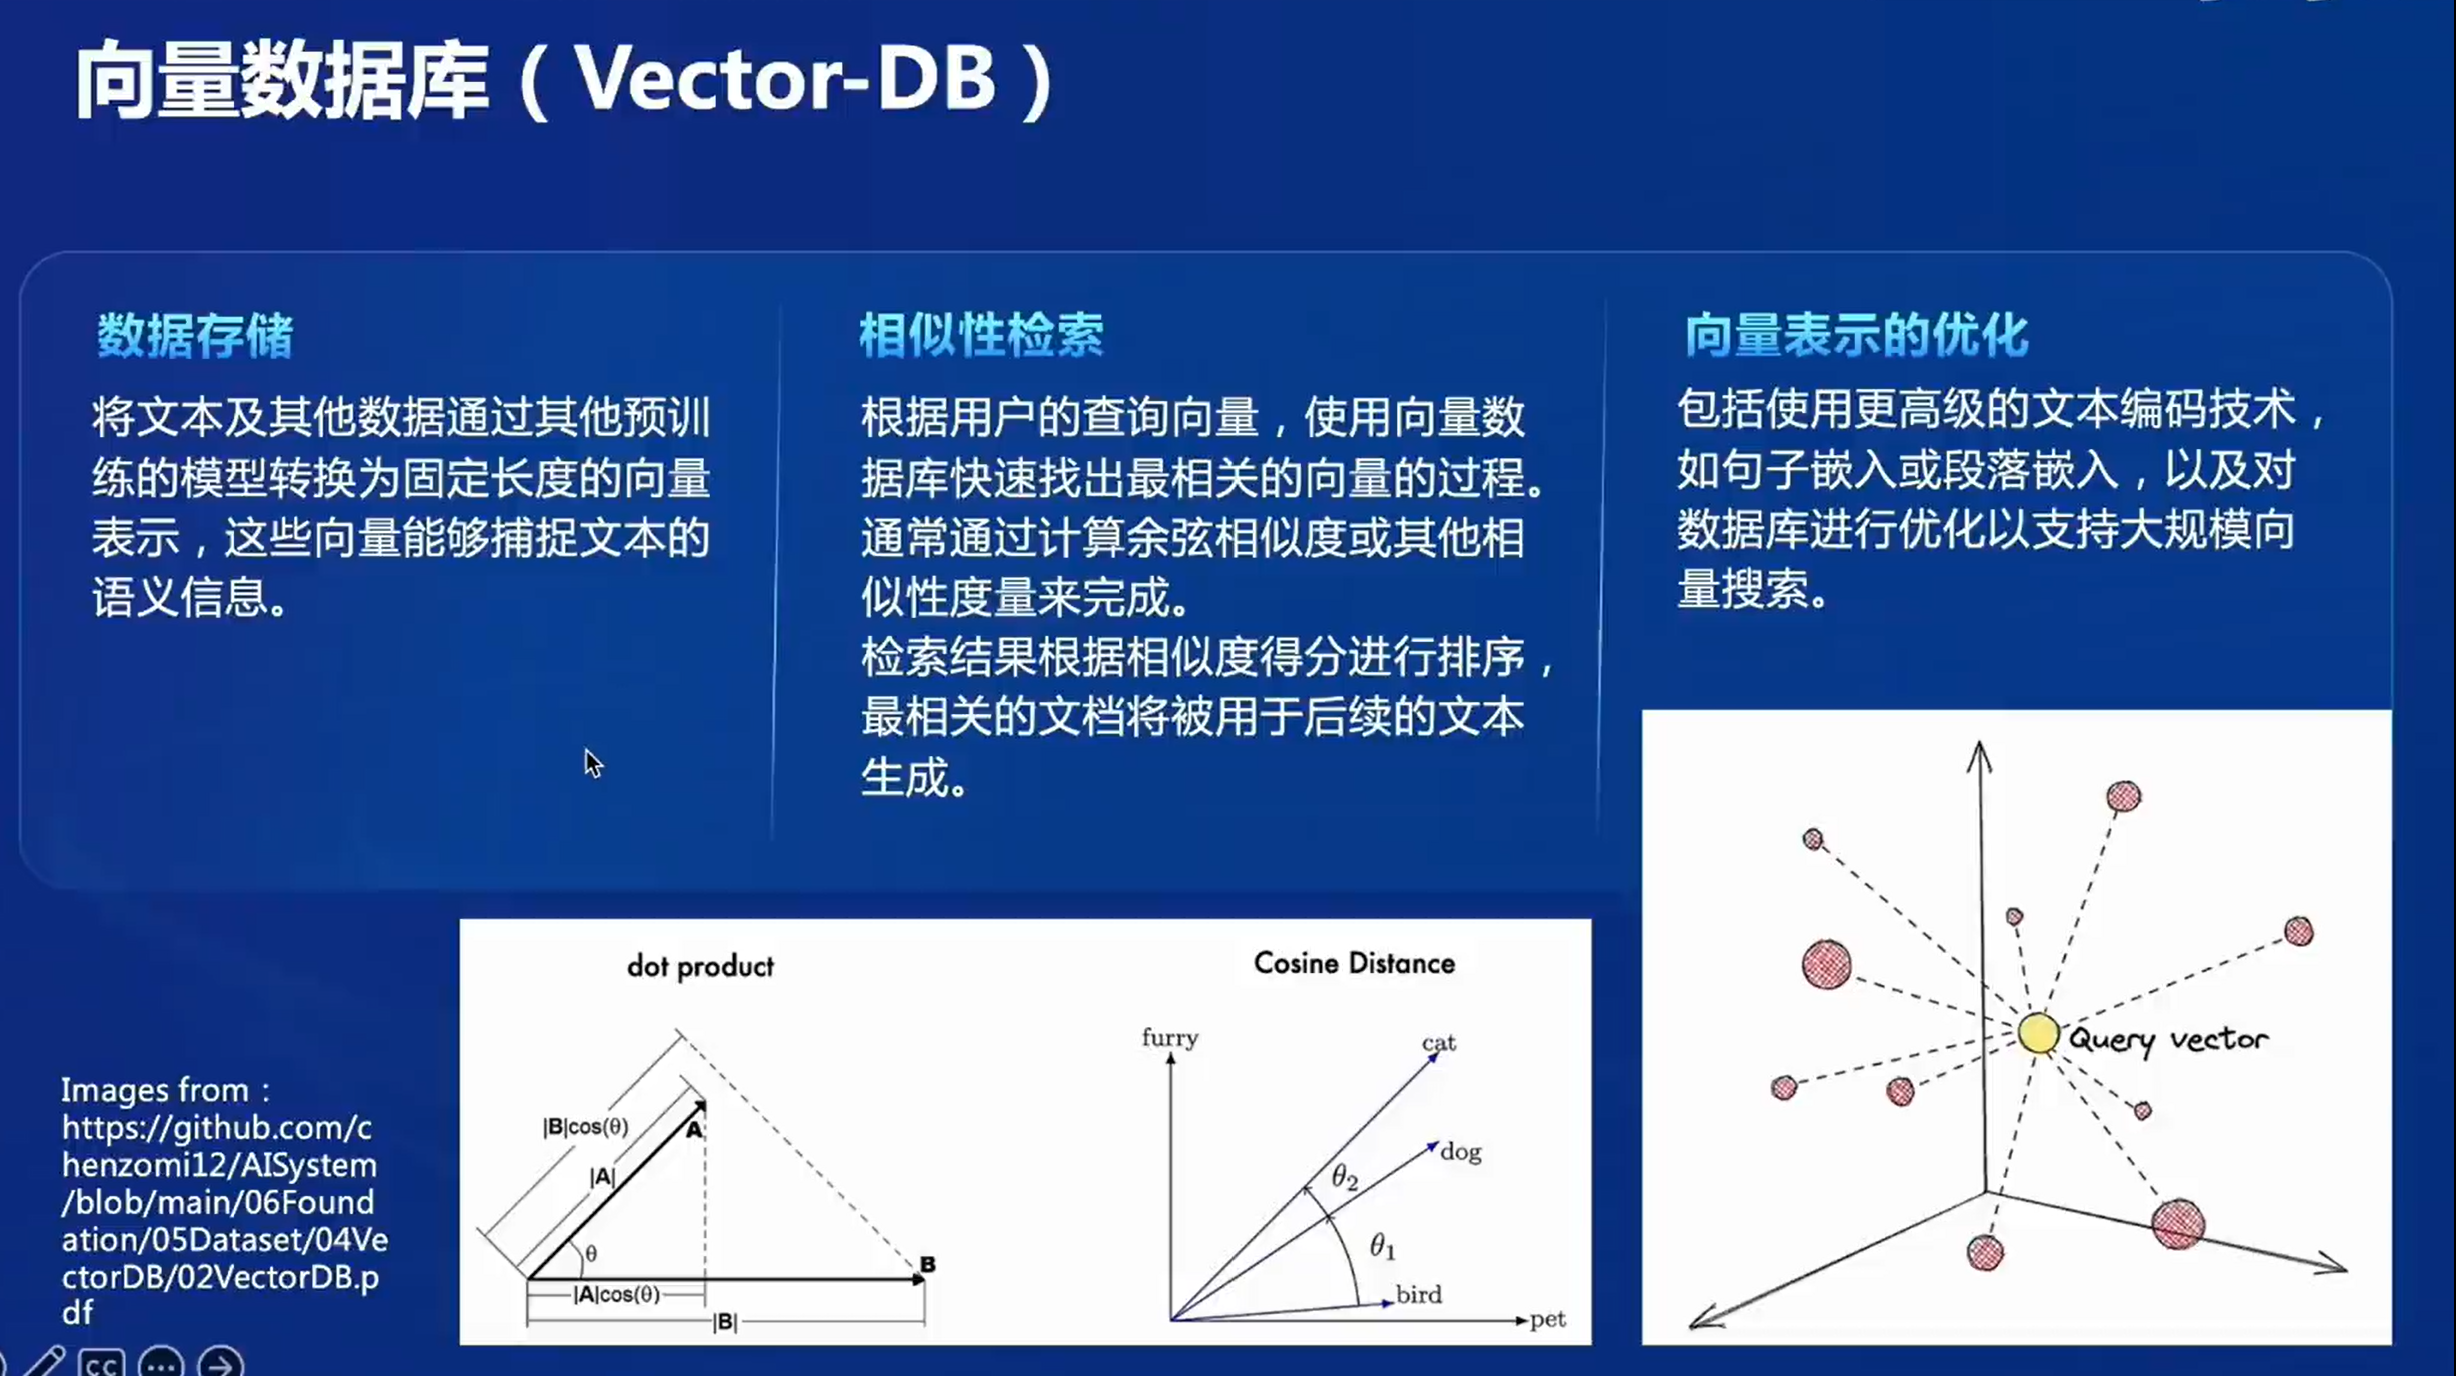 向量数据库（Vector-DB）
数据存储
将文本及其他数据通过其他预训
练的模型转换为固定长度的向量
表示，这些向量能够捕捉文本的
语义信息。
相似性检索
根据用户的查询向量，使用向量数
据库快速找出最相关的向量的过程。
通常通过计算余弦相似度或其他相
似性度量来完成。
检索结果根据相似度得分进行排序，
最相关的文档将被用于后续的文本
生成。
向量表示的优化
包括使用更高级的文本编码技术，
如句子嵌入或段落嵌入，以及对
数据库进行优化以支持大规模向
量搜索。
Images from：
https://github.com/c
henzomi12/AISystem
/blob/main/06Found
ation/05Dataset/04Ve
ctorDB/02VectorDB.p
df
dot product
|B|cos(θ)
A
|A|
θ
B
|A|cos(θ)
|B|
Cosine Distance
furry
cat
dog
θ2
θ1
bird
pet
Query vector
CC